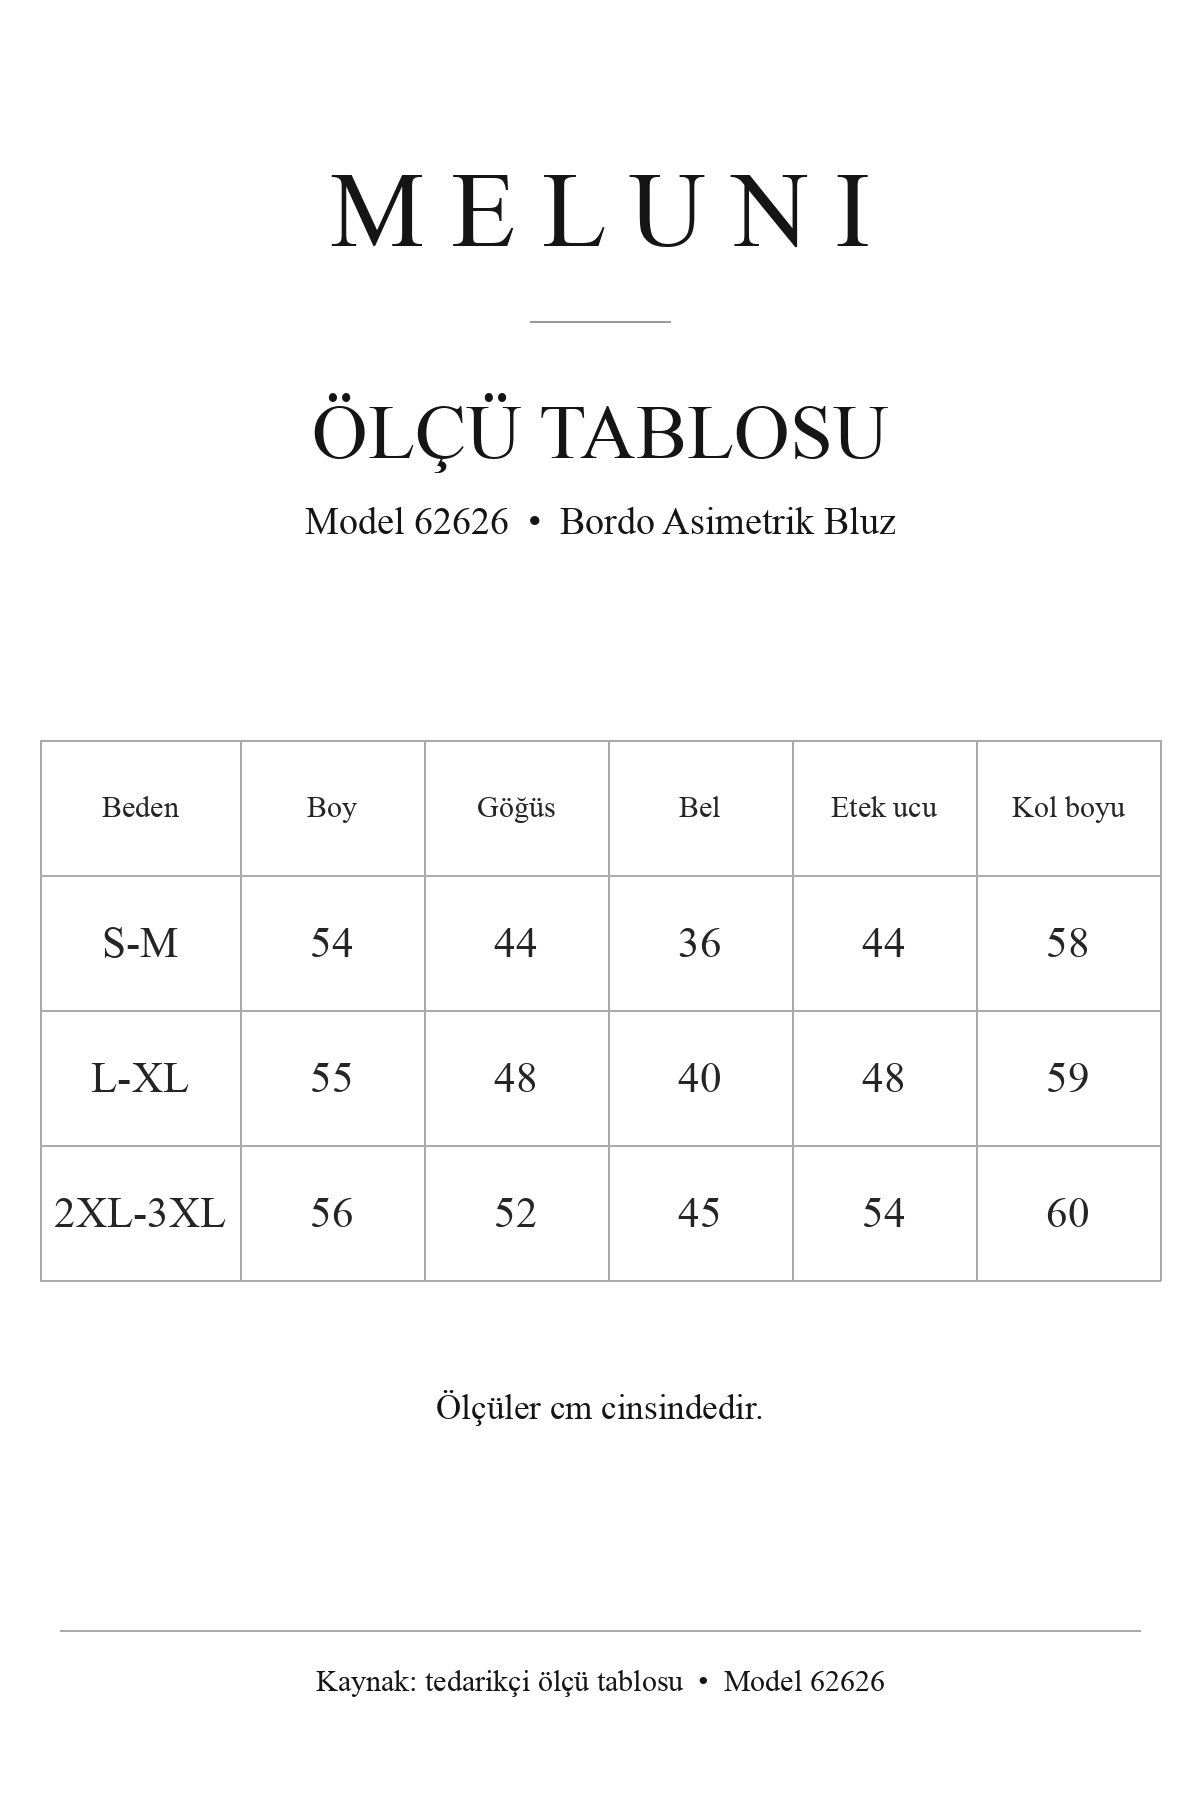 MELUNI
ÖLÇÜ TABLOSU
Model 62626 • Bordo Asimetrik Bluz
Beden Boy Göğüs Bel Etek ucu Kol boyu
S-M 54 44 36 44 58
L-XL 55 48 40 48 59
2XL-3XL 56 52 45 54 60
Ölçüler cm cinsindedir.
Kaynak: tedarikçi ölçü tablosu • Model 62626